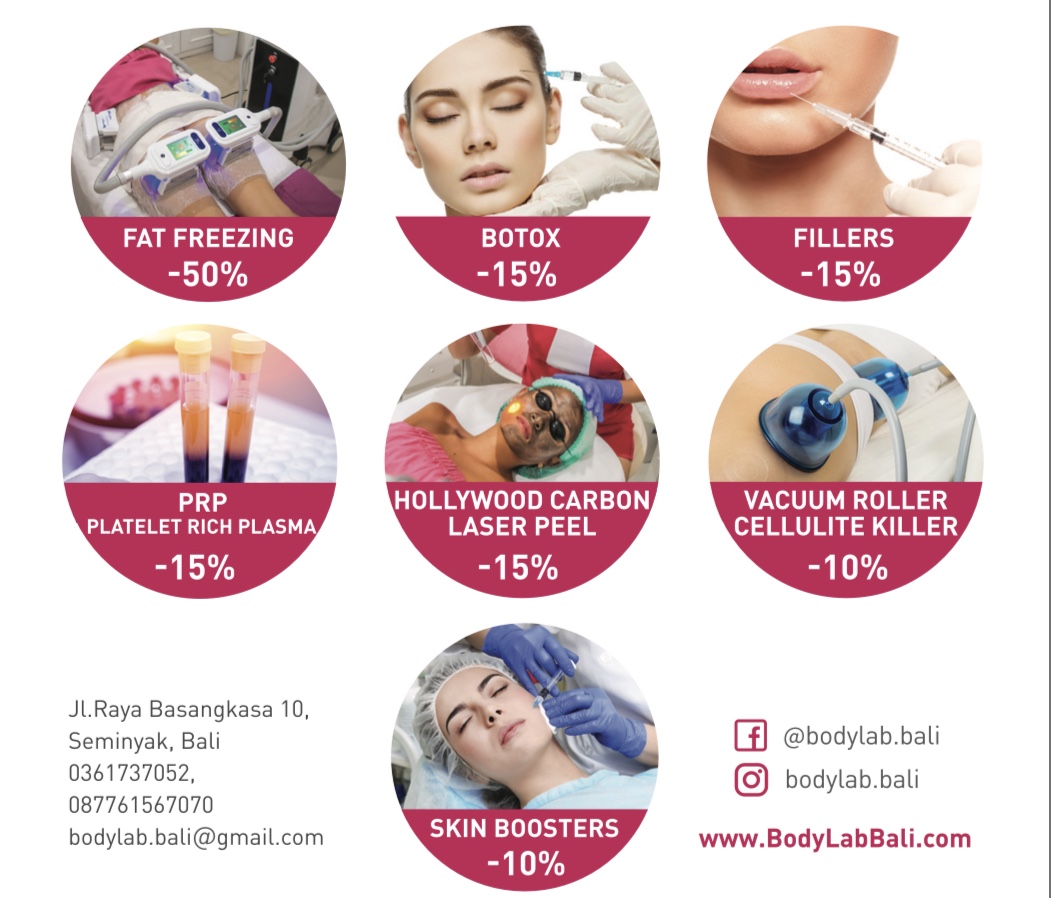 FAT FREEZING
-50%
BOTOX
-15%
FILLERS
-15%
PRP
PLATELET RICH PLASMA
-15%
HOLLYWOOD CARBON
LASER PEEL
-15%
VACUUM ROLLER
CELLULITE KILLER
-10%
SKIN BOOSTERS
-10%
Jl.Raya Basangkasa 10,
Seminyak, Bali
0361737052,
087761567070
bodylab.bali@gmail.com
@bodylab.bali
bodylab.bali
www.BodyLabBali.com